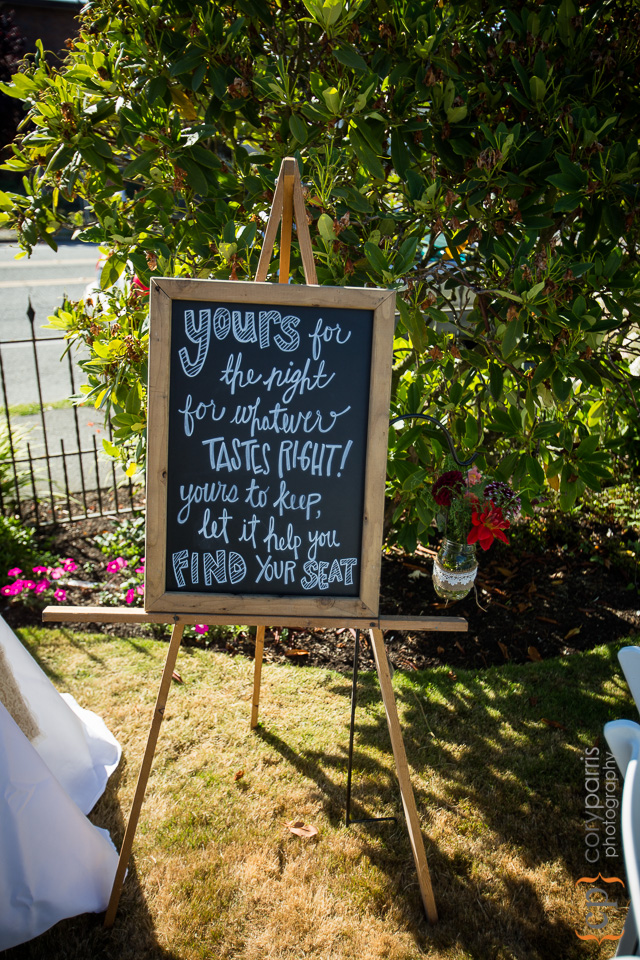 yours for
the night
for whatever
TASTES RIGHT!
yours to keep,
let it help you
FIND YOUR SEAT
coryparris
photography
{cp}